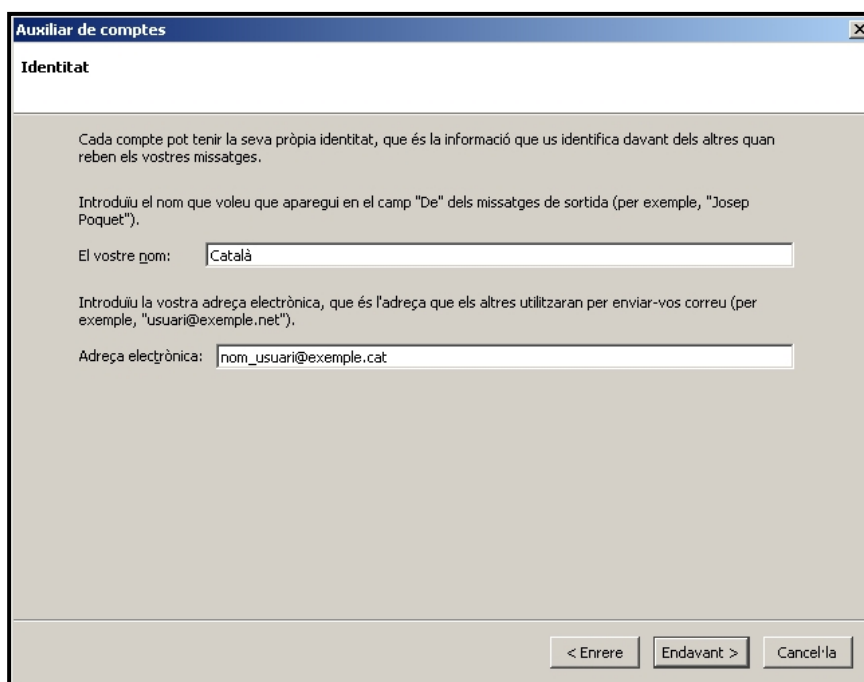 Auxiliar de comptes
Identitat
Cada compte pot tenir la seva pròpia identitat, que és la informació que us identifica davant dels altres quan
reben els vostres missatges.
Introduïu el nom que voleu que aparegui en el camp "De" dels missatges de sortida (per exemple, "Josep
Poquet").
El vostre nom: Català
Introduïu la vostra adreça electrònica, que és l'adreça que els altres utilitzaran per enviar-vos correu (per
exemple, "usuari@exemple.net").
Adreça electrònica: nom_usuari@exemple.cat
< Enrere Endavant > Cancel·la